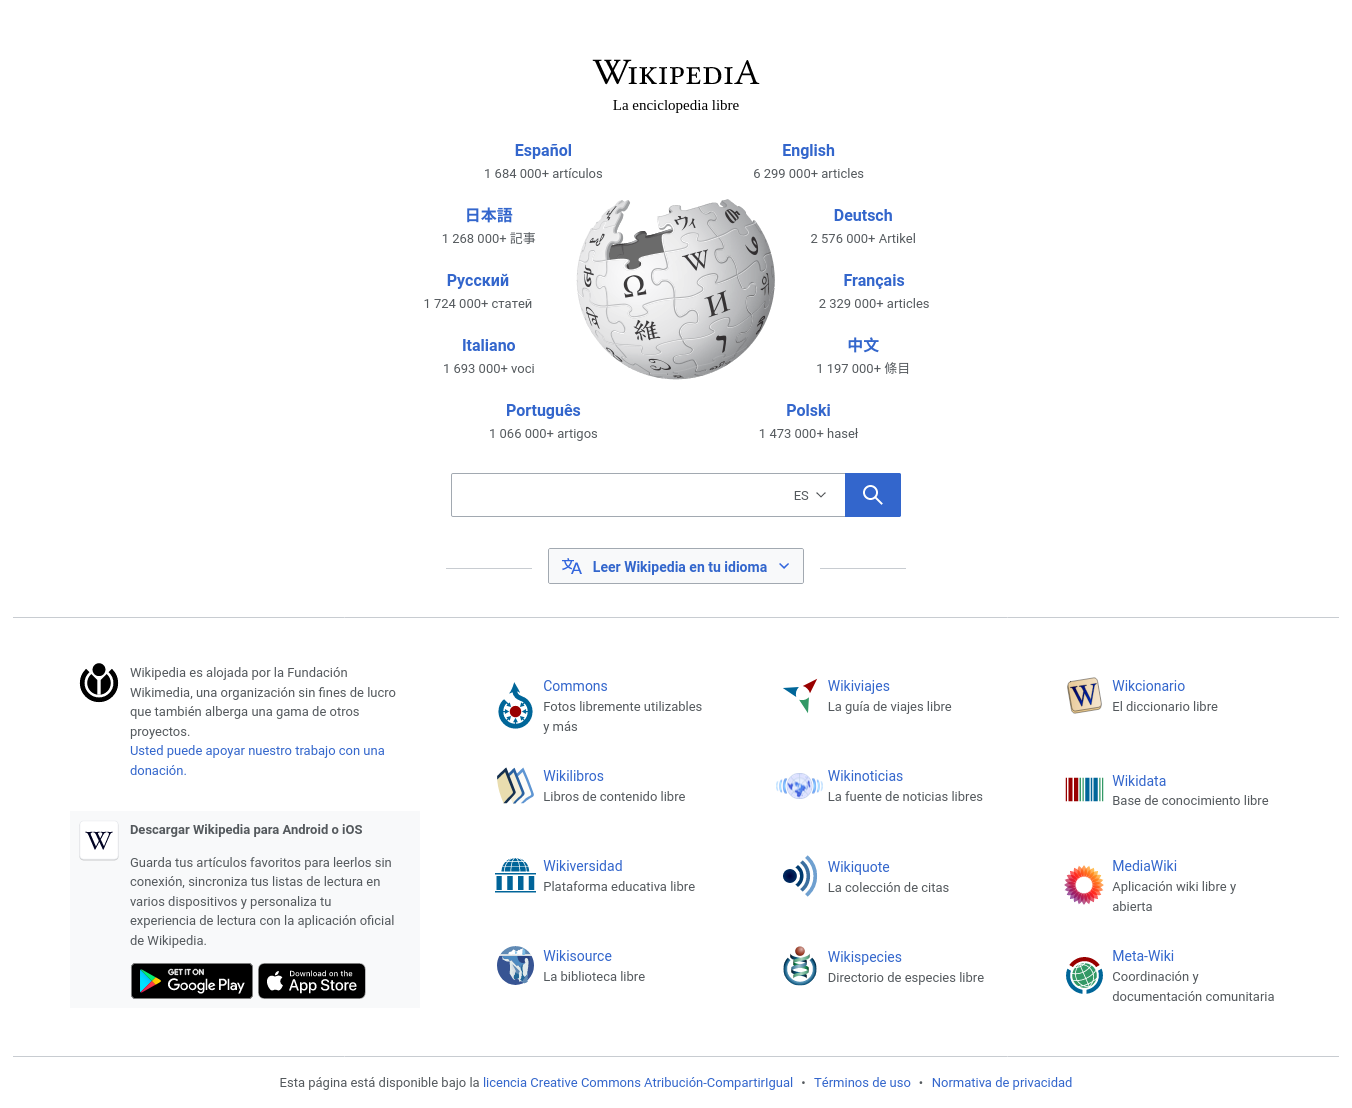 WIKIPEDIA
La enciclopedia libre
Español
1 684 000+ artículos
English
6 299 000+ articles
日本語
1 268 000+ 記事
Deutsch
2 576 000+ Artikel
Русский
1 724 000+ статей
Français
2 329 000+ articles
Italiano
1 693 000+ voci
中文
1 197 000+ 條目
Português
1 066 000+ artigos
Polski
1 473 000+ haseł
Ω
W
И
維
ウィ
ES
Leer Wikipedia en tu idioma
Wikipedia es alojada por la Fundación
Wikimedia, una organización sin fines de lucro
que también alberga una gama de otros
proyectos.
Usted puede apoyar nuestro trabajo con una
donación.
W
Descargar Wikipedia para Android o iOS
Guarda tus artículos favoritos para leerlos sin
conexión, sincroniza tus listas de lectura en
varios dispositivos y personaliza tu
experiencia de lectura con la aplicación oficial
de Wikipedia.
GET IT ON
Google Play
Download on the
App Store
Commons
Fotos libremente utilizables
y más
Wikiviajes
La guía de viajes libre
W
Wikcionario
El diccionario libre
Wikilibros
Libros de contenido libre
Wikinoticias
La fuente de noticias libres
Wikidata
Base de conocimiento libre
Wikiversidad
Plataforma educativa libre
Wikiquote
La colección de citas
MediaWiki
Aplicación wiki libre y
abierta
Wikisource
La biblioteca libre
Wikispecies
Directorio de especies libre
Meta-Wiki
Coordinación y
documentación comunitaria
Esta página está disponible bajo la licencia Creative Commons Atribución-CompartirIgual • Términos de uso • Normativa de privacidad